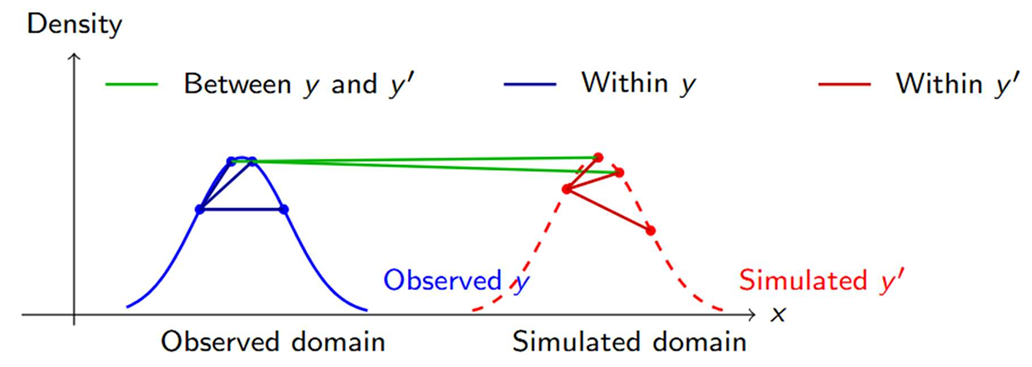 Density
Between y and y′
Within y
Within y′
Observed y
Simulated y′
x
Observed domain
Simulated domain